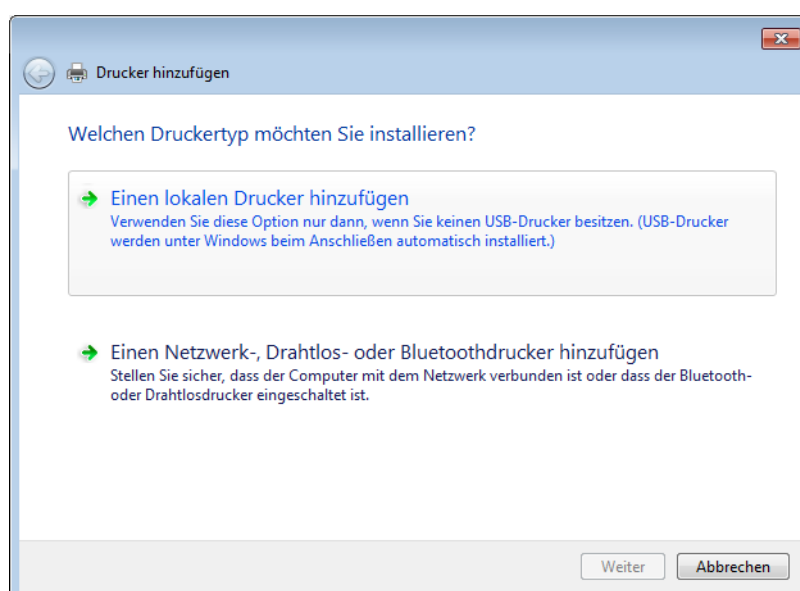 Drucker hinzufügen
Welchen Druckertyp möchten Sie installieren?
Einen lokalen Drucker hinzufügen
Verwenden Sie diese Option nur dann, wenn Sie keinen USB-Drucker besitzen. (USB-Drucker
werden unter Windows beim Anschließen automatisch installiert.)
Einen Netzwerk-, Drahtlos- oder Bluetoothdrucker hinzufügen
Stellen Sie sicher, dass der Computer mit dem Netzwerk verbunden ist oder dass der Bluetooth-
oder Drahtlosdrucker eingeschaltet ist.
Weiter Abbrechen